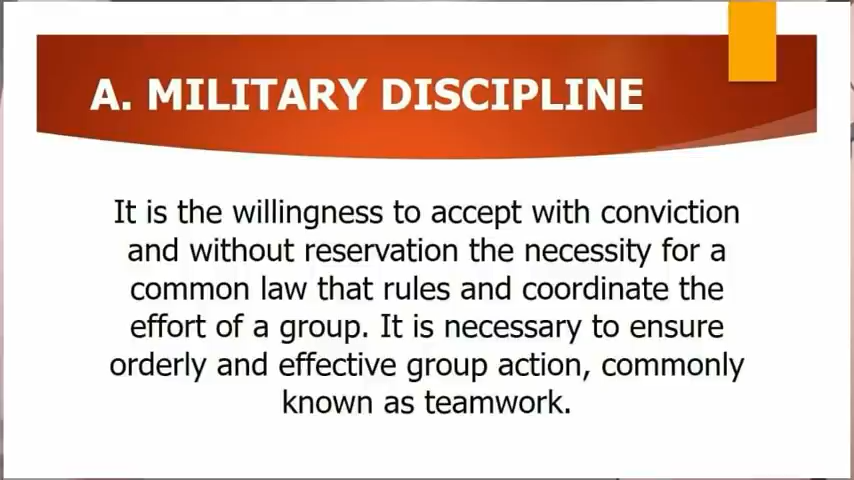 A. MILITARY DISCIPLINE
It is the willingness to accept with conviction
and without reservation the necessity for a
common law that rules and coordinate the
effort of a group. It is necessary to ensure
orderly and effective group action, commonly
known as teamwork.